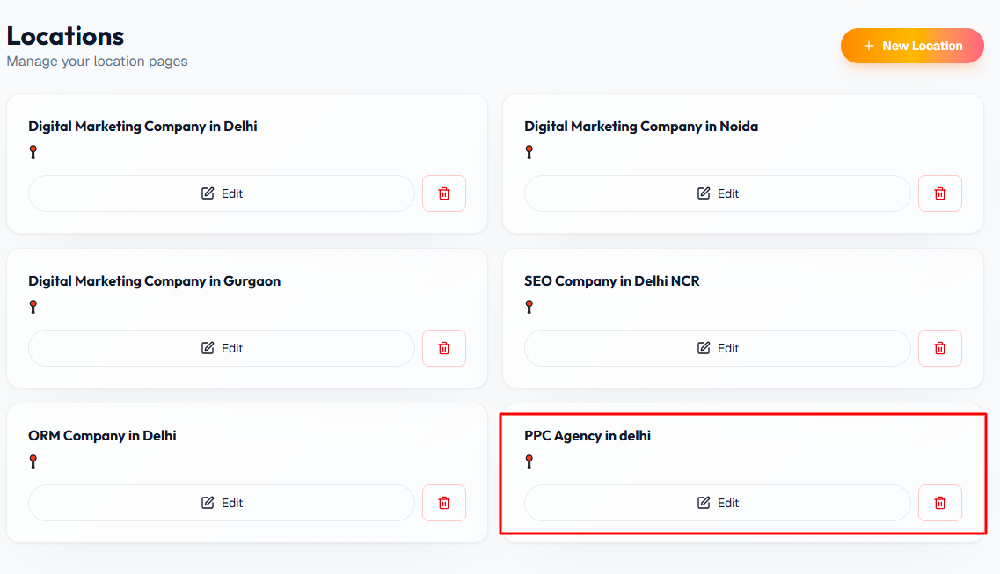 Locations
Manage your location pages
+ New Location
Digital Marketing Company in Delhi
Edit
Digital Marketing Company in Noida
Edit
Digital Marketing Company in Gurgaon
Edit
SEO Company in Delhi NCR
Edit
ORM Company in Delhi
Edit
PPC Agency in delhi
Edit